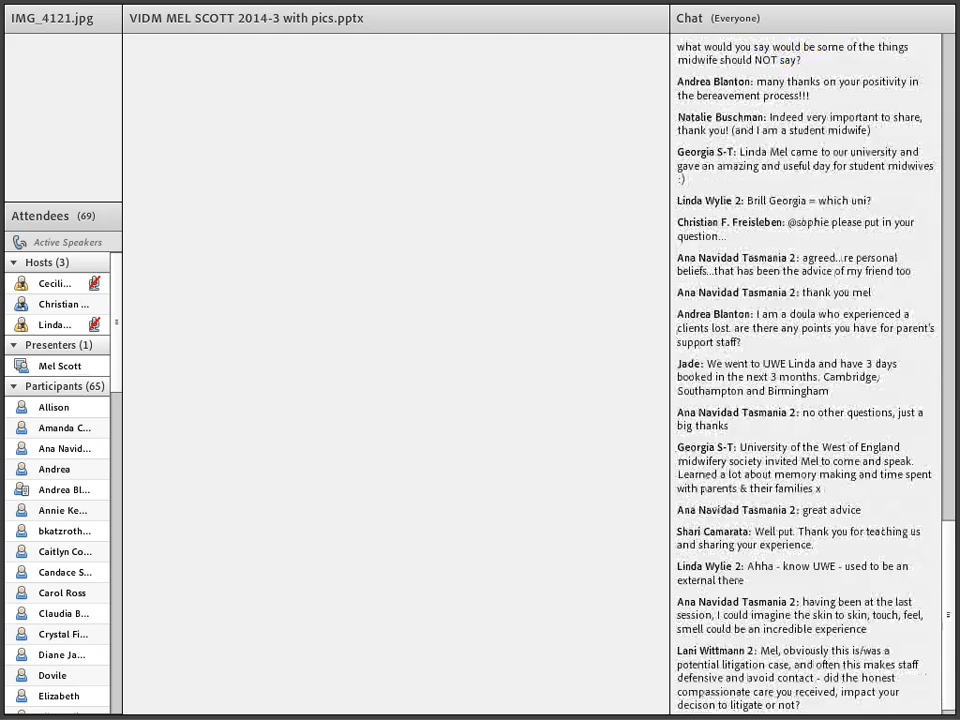 IMG_4121.jpg
VIDM MEL SCOTT 2014-3 with pics.pptx
Attendees (69)
Active Speakers
Hosts (3)
Cecili...
Christian ...
Linda...
Presenters (1)
Mel Scott
Participants (65)
Allison
Amanda C...
Ana Navid...
Andrea
Andrea Bl...
Annie Ke...
bkatzroth...
Caitlyn Co...
Candace S...
Carol Ross
Claudia B...
Crystal Fi...
Diane Ja...
Dovile
Elizabeth
Chat (Everyone)
what would you say would be some of the things
midwife should NOT say?
Andrea Blanton: many thanks on your positivity in
the bereavement process!!!
Natalie Buschman: Indeed very important to share,
thank you! (and I am a student midwife)
Georgia S-T: Linda Mel came to our university and
gave an amazing and useful day for student midwives
:)
Linda Wylie 2: Brill Georgia = which uni?
Christian F. Freisleben: @sophie please put in your
question...
Ana Navidad Tasmania 2: agreed...re personal
beliefs...that has been the advice of my friend too
Ana Navidad Tasmania 2: thank you mel
Andrea Blanton: I am a doula who experienced a
clients lost. are there any points you have for parent's
support staff?
Jade: We went to UWE Linda and have 3 days
booked in the next 3 months. Cambridge,
Southampton and Birmingham
Ana Navidad Tasmania 2: no other questions, just a
big thanks
Georgia S-T: University of the West of England
midwifery society invited Mel to come and speak.
Learned a lot about memory making and time spent
with parents & their families x
Ana Navidad Tasmania 2: great advice
Shari Camarata: Well put. Thank you for teaching us
and sharing your experience.
Linda Wylie 2: Ahha - know UWE - used to be an
external there
Ana Navidad Tasmania 2: having been at the last
session, I could imagine the skin to skin, touch, feel,
smell could be an incredible experience
Lani Wittmann 2: Mel, obviously this is/was a
potential litigation case, and often this makes staff
defensive and avoid contact - did the honest
compassionate care you received, impact your
decison to litigate or not?